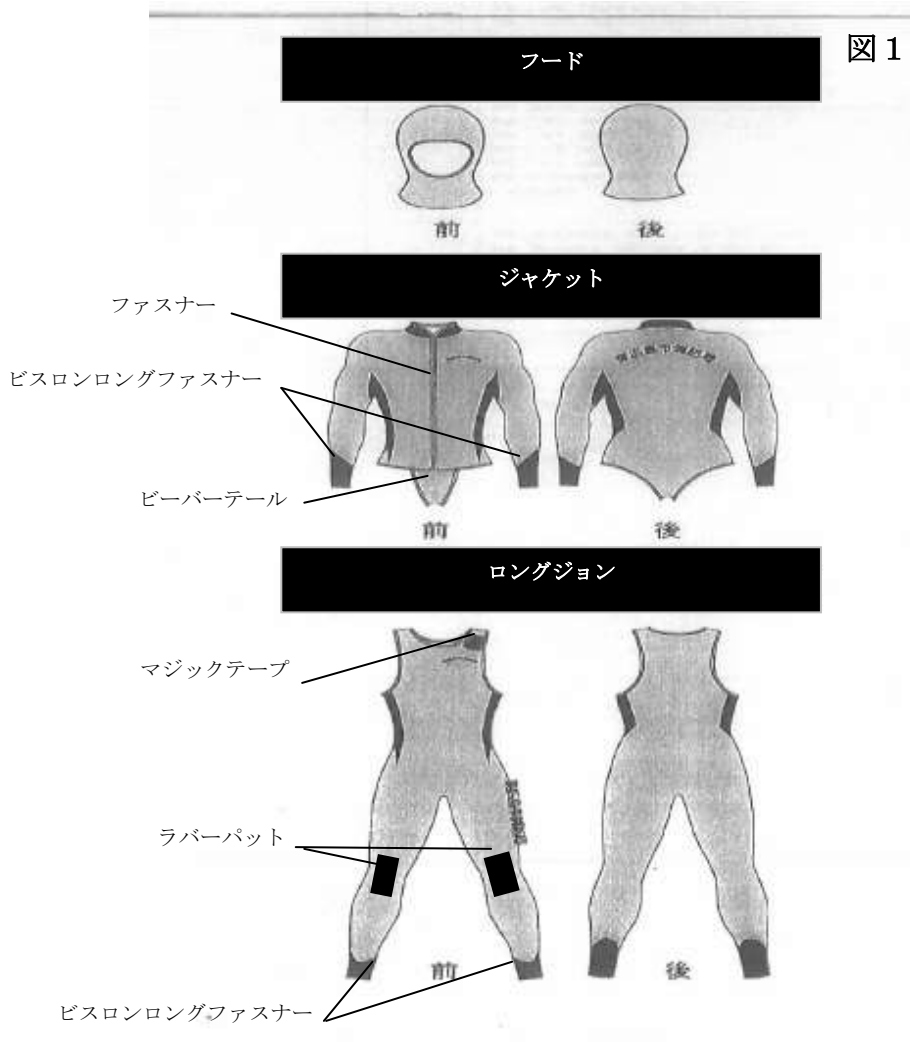 図1
フード
前 後
ジャケット
ファスナー
ビスロンロングファスナー
ビーバーテール
前 後
ロングジョン
マジックテープ
ラバーパット
前 後
ビスロンロングファスナー